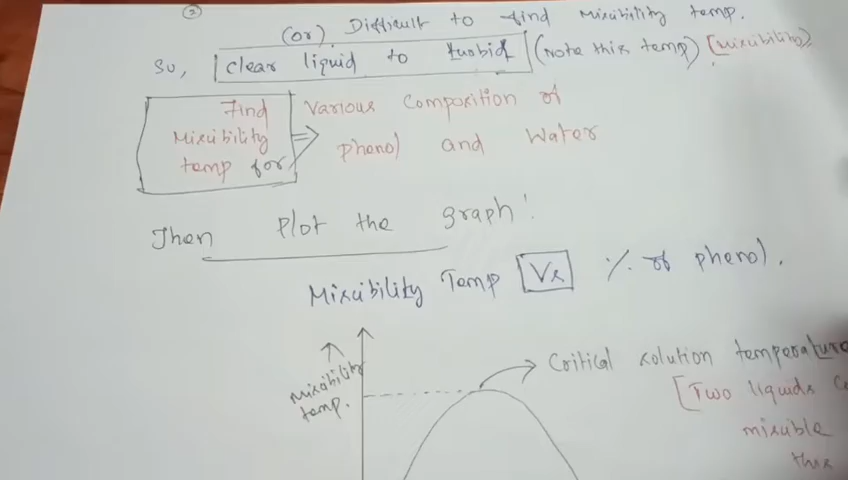 2
(or) Difficult to find miscibility temp.
So, clear liquid to turbid (Note this temp) [miscibility]
Find Various Composition of
Miscibility temp for ⇒ phenol and Water
Then Plot the graph:
Miscibility Temp Vs % of phenol.
Miscibility temp.
Critical solution temperature
[Two liquids
miscible
this